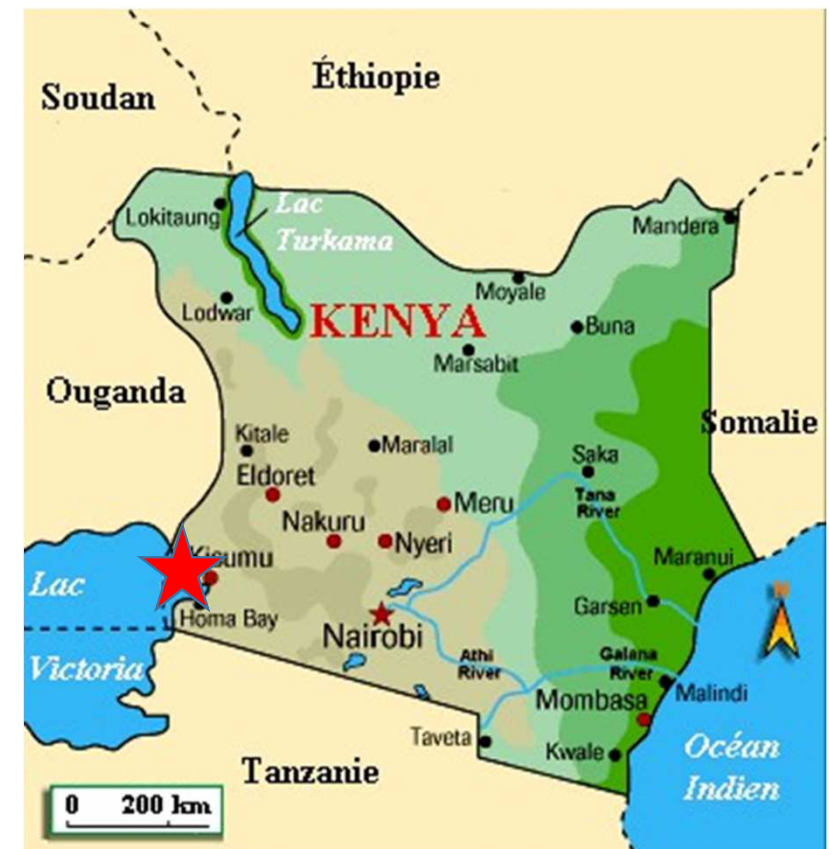 Éthiopie
Soudan
Lac
Turkama
Lokitaung
Mandera
Moyale
Lodwar
KENYA
Buna
Marsabit
Ouganda
Somalie
Kitale
Maralal
Saka
Eldoret
Tana
River
Meru
Nakuru
Nyeri
Kisumu
Maranui
Lac
Victoria
Homa Bay
Garsen
Nairobi
Athi
River
Galana
River
Malindi
Mombasa
Taveta
Kwale
Océan
Indien
Tanzanie
0 200 km